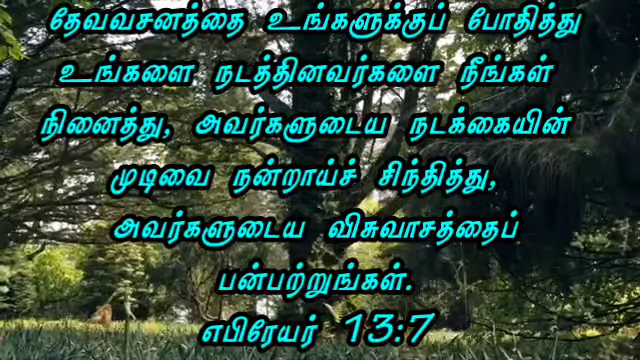 தேவவசனத்தை உங்களுக்குப் போதித்து
உங்களை நடத்தினவர்களை நீங்கள்
நினைத்து, அவர்களுடைய நடக்கையின்
முடிவை நன்றாய்ச் சிந்தித்து,
அவர்களுடைய விசுவாசத்தைப்
பன்பற்றுங்கள்.
எபிரேயர் 13:7